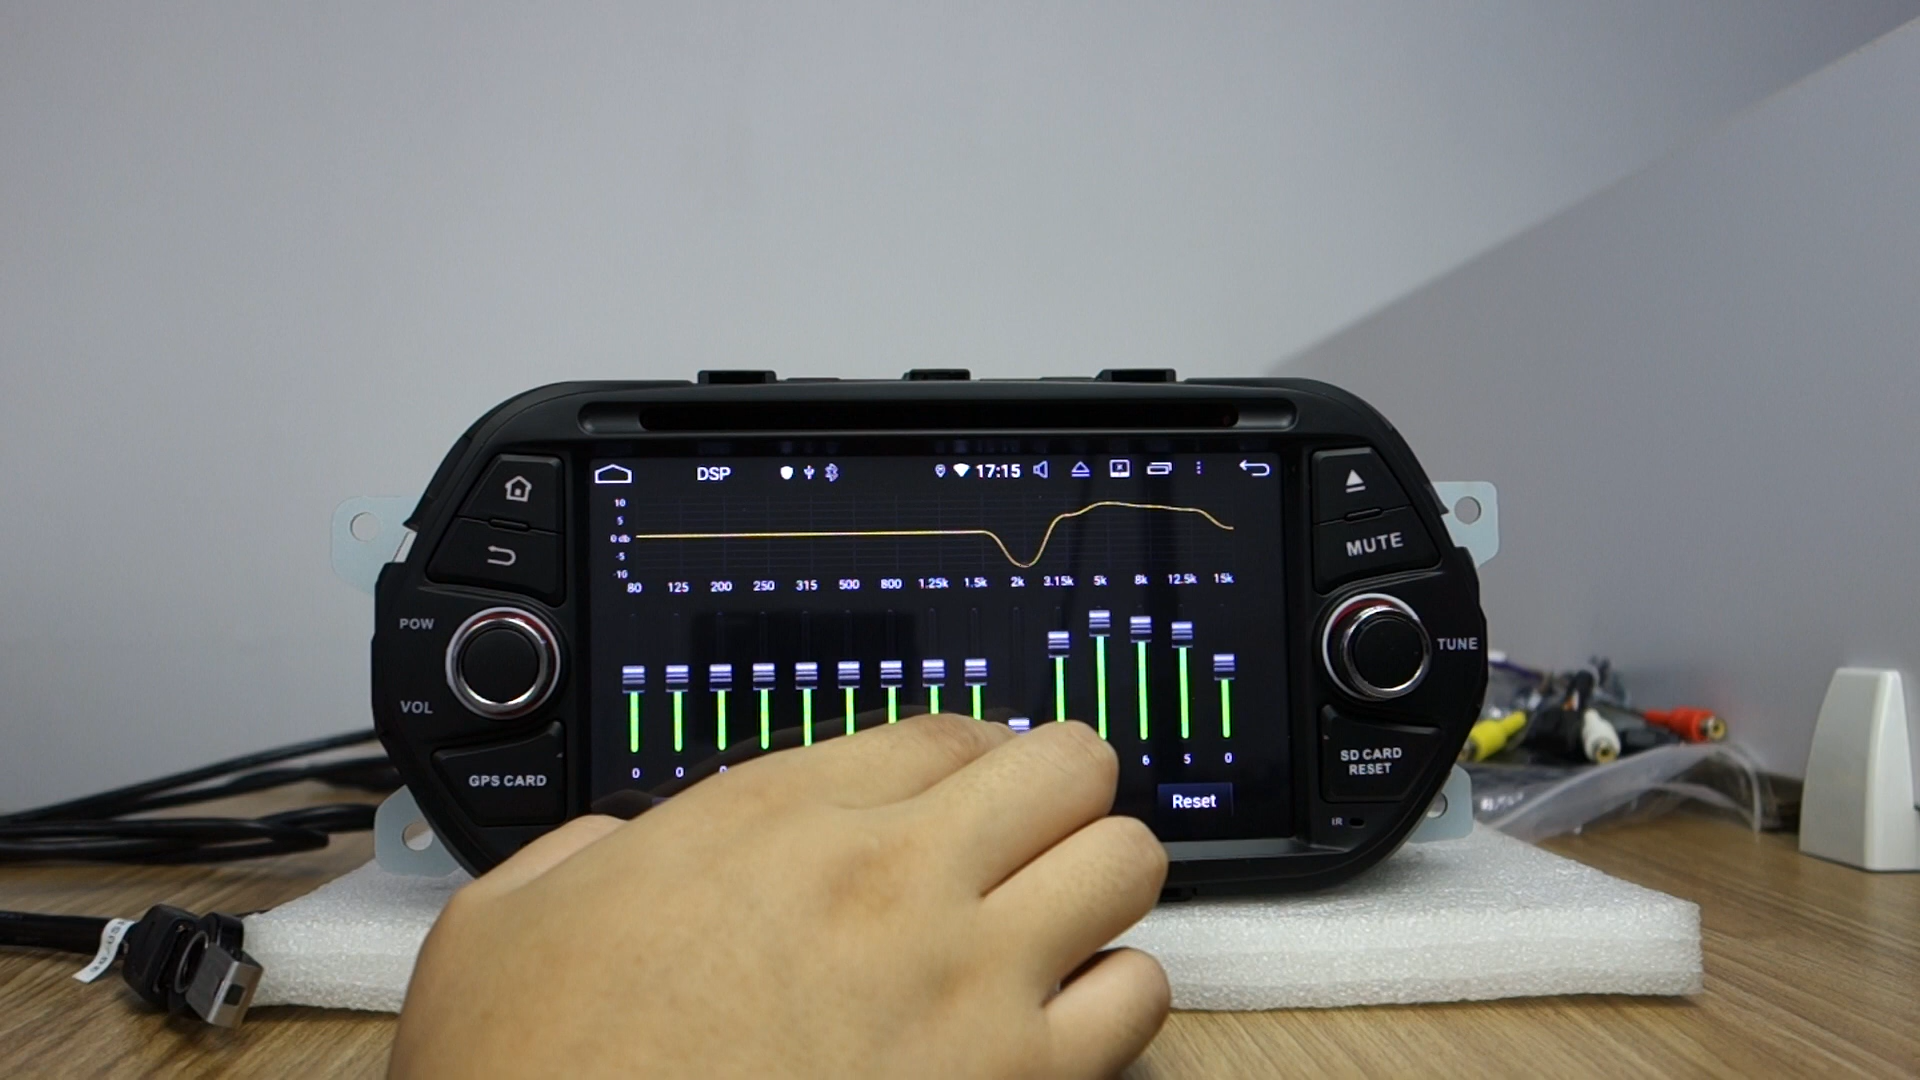 DSP 17:15
10
5
0 db
-5
-10
80 125 200 250 315 500 800 1.25k 1.5k 2k 3.15k 5k 8k 12.5k 15k
0 0 0 6 5 0
Reset
POW
VOL
GPS CARD
MUTE
TUNE
SD CARD
RESET
IR